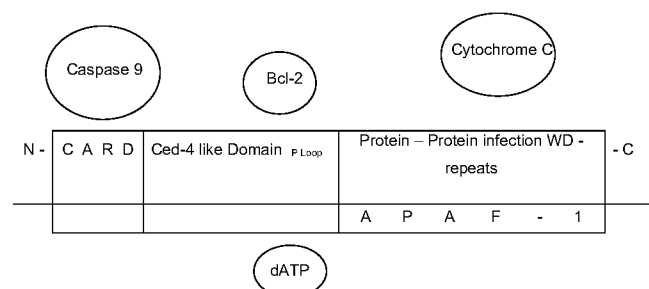 Caspase 9
Bcl-2
Cytochrome C
N - C A R D Ced-4 like Domain P Loop Protein – Protein infection WD - repeats - C
A P A F - 1
dATP